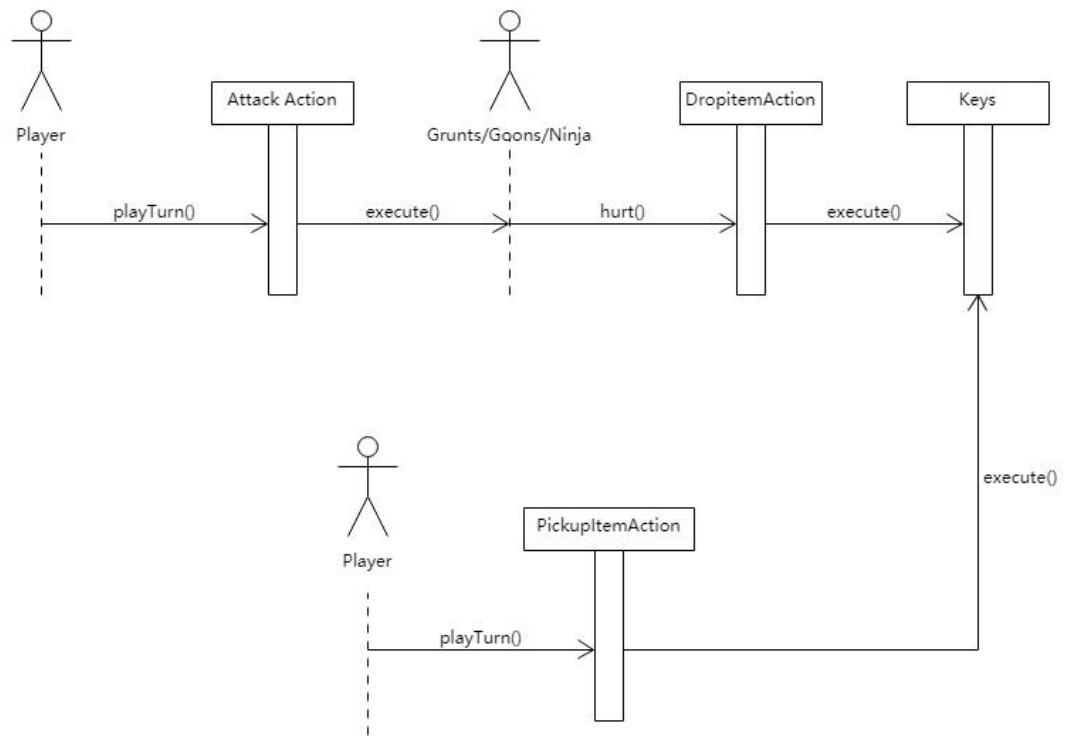 Attack Action
DropitemAction
Keys
Player
Grunts/Goons/Ninja
playTurn()
execute()
hurt()
execute()
execute()
PickupItemAction
Player
playTurn()